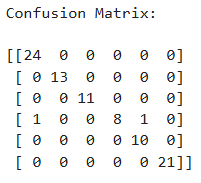 Confusion Matrix:
[[24  0  0  0  0  0]
 [ 0 13  0  0  0  0]
 [ 0  0 11  0  0  0]
 [ 1  0  0  8  1  0]
 [ 0  0  0  0 10  0]
 [ 0  0  0  0  0 21]]